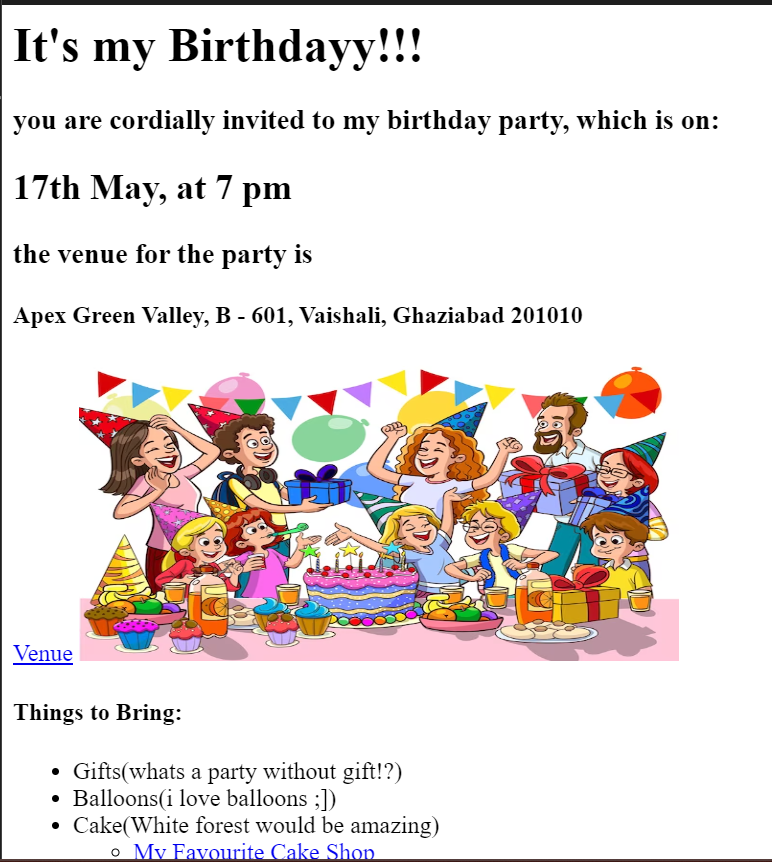 It's my Birthdayy!!!
you are cordially invited to my birthday party, which is on:
17th May, at 7 pm
the venue for the party is
Apex Green Valley, B - 601, Vaishali, Ghaziabad 201010
Venue
Things to Bring:
Gifts(whats a party without gift!?)
Balloons(i love balloons ;])
Cake(White forest would be amazing)
My Favourite Cake Shop